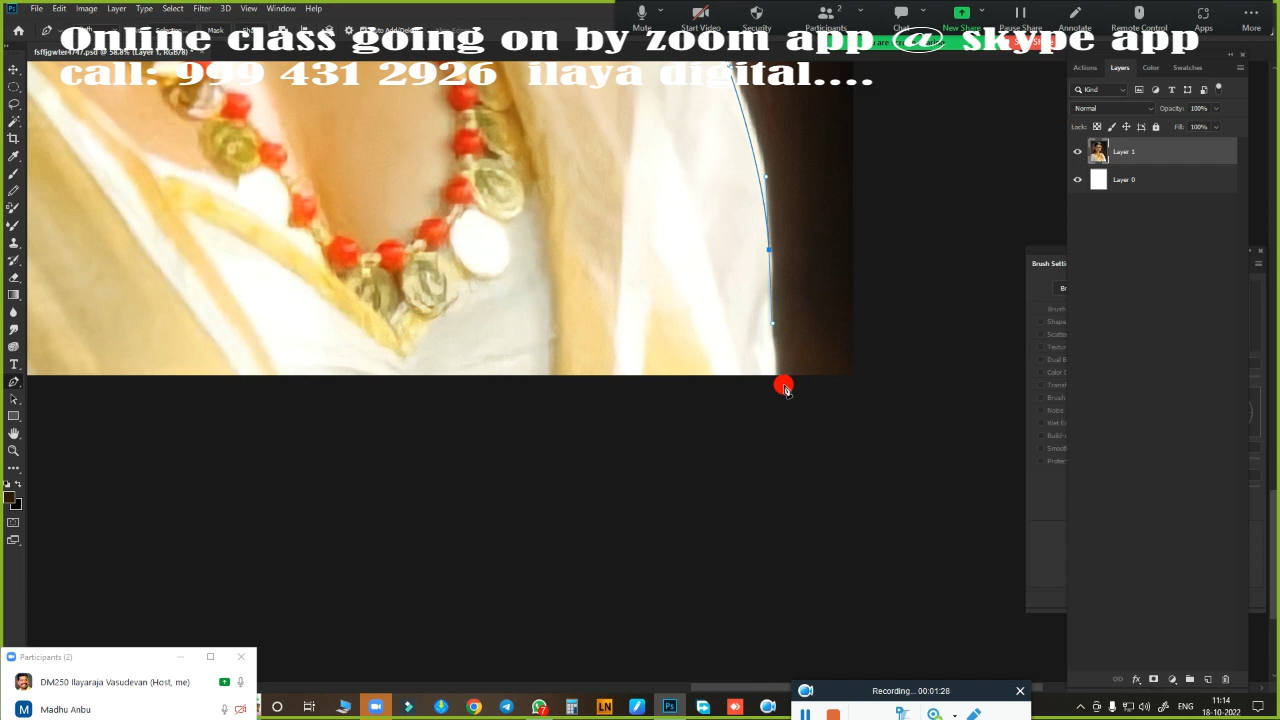 File Edit Image Layer Type Select Filter 3D View Window Help
Mute Start Video Security Participants 2 Chat New Share Pause Share Annotate Remote Control Apps More
Online class going on by zoom app @ skype app
call: 999 431 2926 ilaya digital....
Actions Layers Color Swatches
Kind
Normal Opacity: 100%
Lock: Fill: 100%
Layer 1
Layer 0
Brush Setti
Participants (2)
DM250 Ilayaraja Vasudevan (Host, me)
Madhu Anbu
Recording... 00:01:28
ENG
11:14
18-10-2022